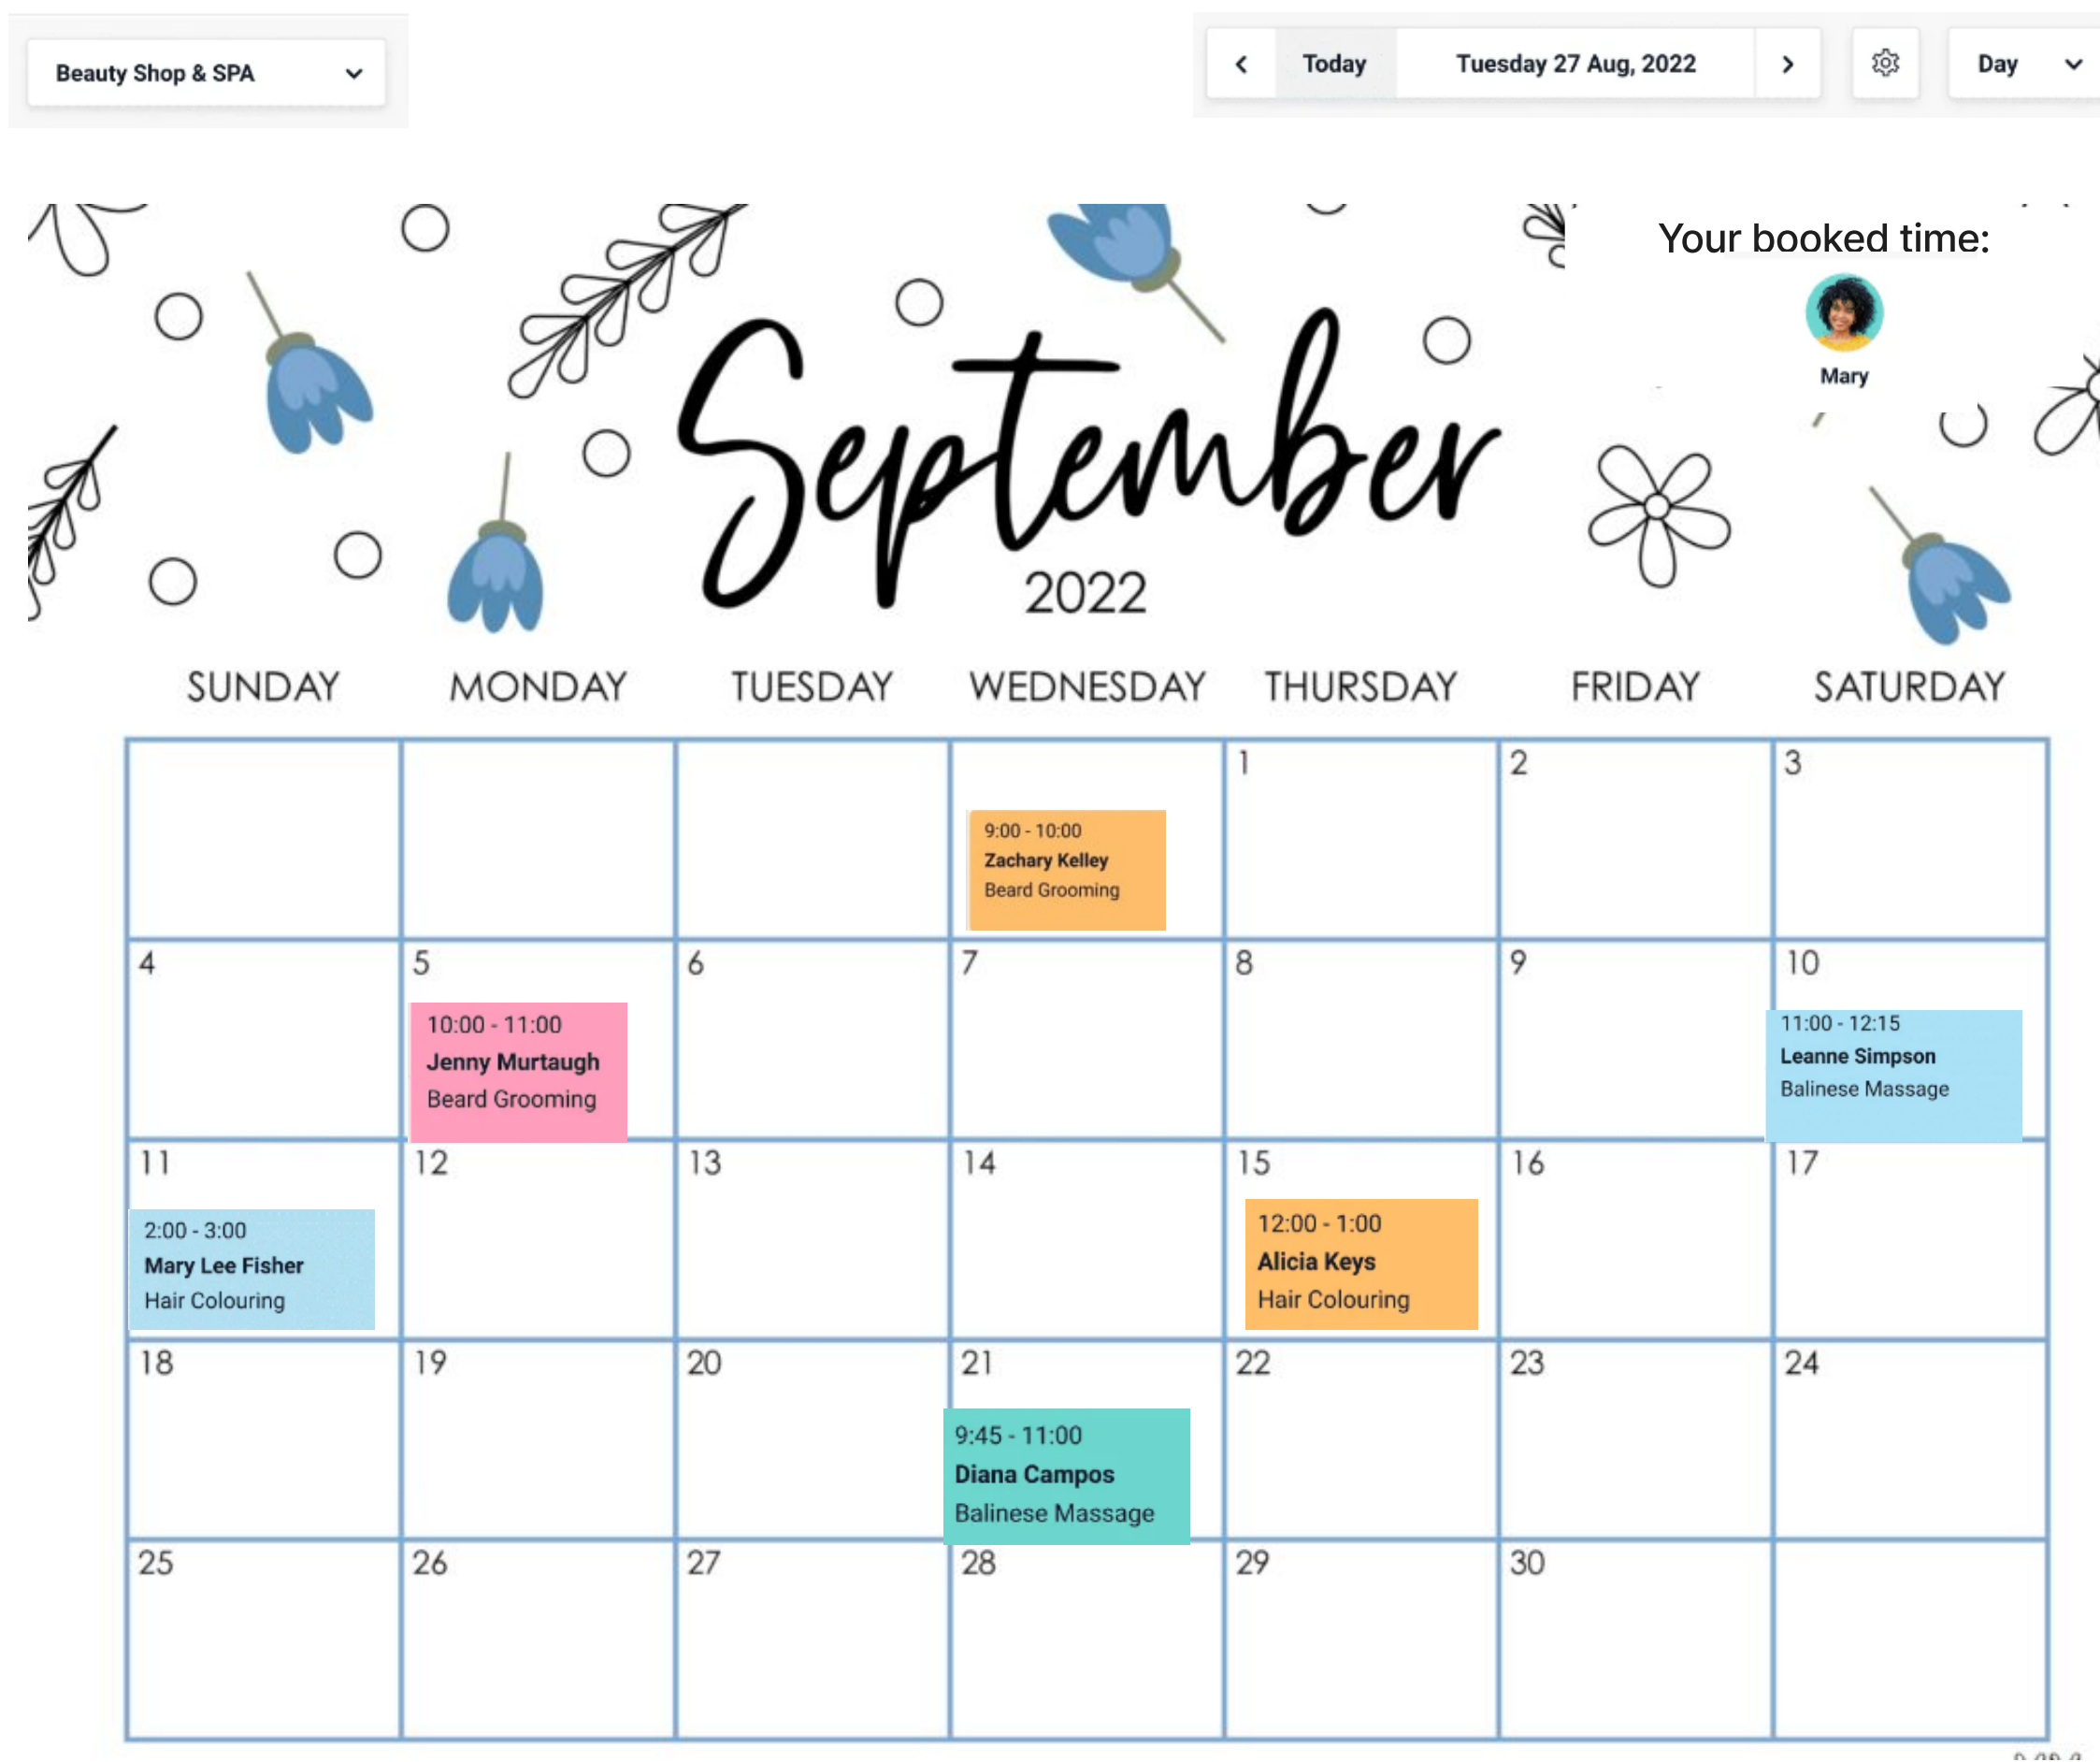 Beauty Shop & SPA
Today
Tuesday 27 Aug, 2022
Day
Your booked time:
Mary
September
2022
SUNDAY MONDAY TUESDAY WEDNESDAY THURSDAY FRIDAY SATURDAY
1 2 3
9:00 - 10:00
Zachary Kelley
Beard Grooming
4 5 6 7 8 9 10
10:00 - 11:00
Jenny Murtaugh
Beard Grooming
11:00 - 12:15
Leanne Simpson
Balinese Massage
11 12 13 14 15 16 17
2:00 - 3:00
Mary Lee Fisher
Hair Colouring
12:00 - 1:00
Alicia Keys
Hair Colouring
18 19 20 21 22 23 24
9:45 - 11:00
Diana Campos
Balinese Massage
25 26 27 28 29 30